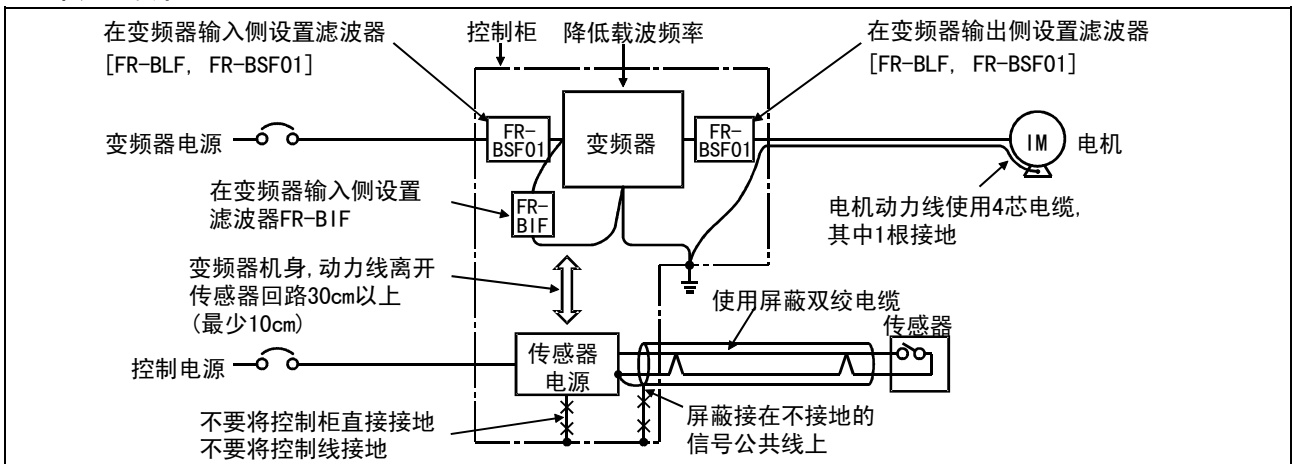 在变频器输入侧设置滤波器
[FR-BLF, FR-BSF01]
控制柜
降低载波频率
在变频器输出侧设置滤波器
[FR-BLF, FR-BSF01]
变频器电源
FR-
BSF01
变频器
FR-
BSF01
IM
电机
在变频器输入侧设置
滤波器FR-BIF
FR-
BIF
电机动力线使用4芯电缆,
其中1根接地
变频器机身,动力线离开
传感器回路30cm以上
(最少10cm)
使用屏蔽双绞电缆
传感器
控制电源
传感器
电源
不要将控制柜直接接地
不要将控制线接地
屏蔽接在不接地的
信号公共线上